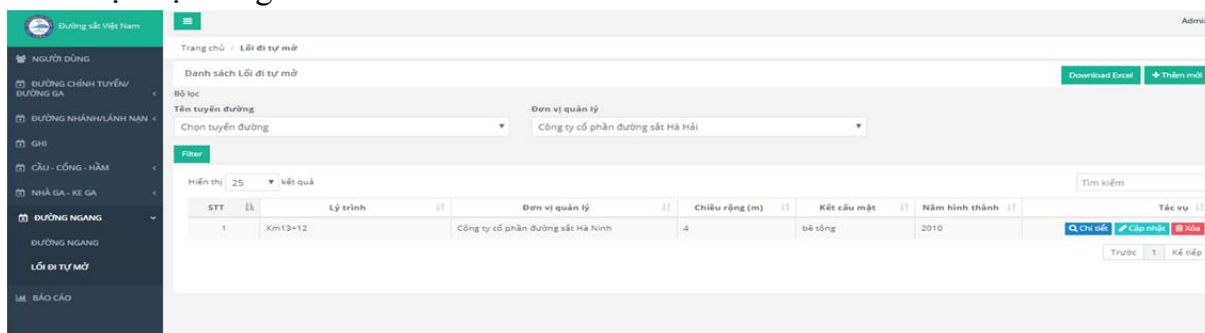 Đường sắt Việt Nam
Admin
Trang chủ / Lối đi tự mở
NGƯỜI DÙNG
ĐƯỜNG CHÍNH TUYẾN/
ĐƯỜNG GA
ĐƯỜNG NHÁNH/LÁNH NẠN
GHI
CẦU - CỐNG - HẦM
NHÀ GA - KE GA
ĐƯỜNG NGANG
ĐƯỜNG NGANG
LỐI ĐI TỰ MỞ
BÁO CÁO
Danh sách Lối đi tự mở
Download Excel
Thêm mới
Bộ lọc
Tên tuyến đường
Đơn vị quản lý
Chọn tuyến đường
Công ty cổ phần đường sắt Hà Hải
Filter
Hiển thị 25 kết quả
Tìm kiếm
STT Lý trình Đơn vị quản lý Chiều rộng (m) Kết cấu mặt Năm hình thành Tác vụ
1 Km13+12 Công ty cổ phần đường sắt Hà Ninh 4 bê tông 2010 Chi tiết Cập nhật Xóa
Trước 1 Kế tiếp